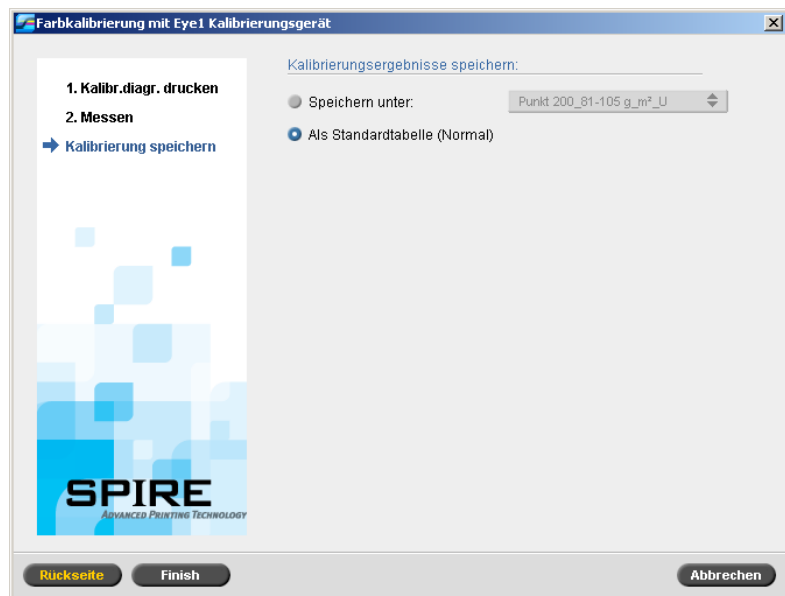 Farbkalibrierung mit Eye1 Kalibrierungsgerät
1. Kalibr.diagr. drucken
2. Messen
Kalibrierung speichern
Kalibrierungsergebnisse speichern:
Speichern unter:
Punkt 200_81-105 g_m²_U
Als Standardtabelle (Normal)
SPIRE
ADVANCED PRINTING TECHNOLOGY
Rückseite
Finish
Abbrechen